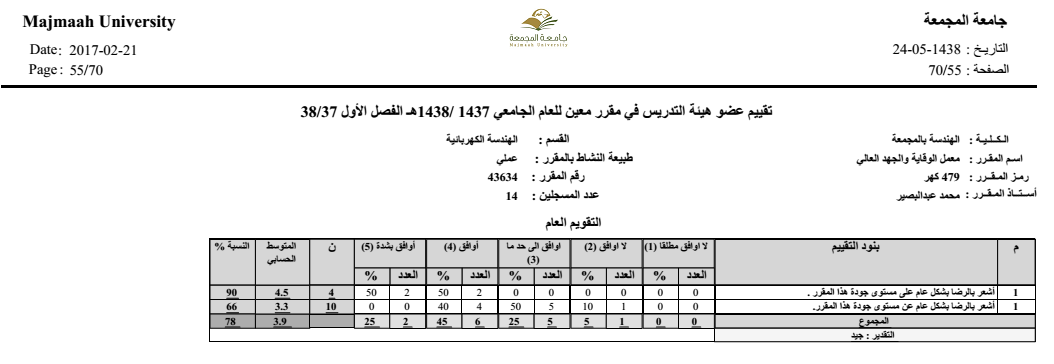 Majmaah University
جامعة المجمعة
جامعة المجمعة
Majmaah University
Date: 2017-02-21
التاريخ : 1438-05-24
Page: 55/70
الصفحة : 70/55
تقييم عضو هيئة التدريس في مقرر معين للعام الجامعي 1437 /1438هـ الفصل الأول 38/37
الكلية : الهندسة بالمجمعة
القسم : الهندسة الكهربائية
اسم المقرر : معمل الوقاية والجهد العالي
طبيعة النشاط بالمقرر : عملي
رمز المقرر : 479 كهر
رقم المقرر : 43634
أستاذ المقرر : محمد عبدالبصير
عدد المسجلين : 14
التقويم العام
م بنود التقييم لا اوافق مطلقا (1) لا اوافق (2) اوافق الى حد ما (3) أوافق (4) أوافق بشدة (5) ن المتوسط الحسابي النسبة %
العدد % العدد % العدد % العدد % العدد %
1 أشعر بالرضا بشكل عام على مستوى جودة هذا المقرر . 0 0 0 0 0 0 2 50 2 50 4 4.5 90
1 أشعر بالرضا بشكل عام عن مستوى جودة هذا المقرر. 0 0 1 10 5 50 4 40 0 0 10 3.3 66
المجموع 0 0 1 5 5 25 6 45 2 25 3.9 78
التقدير : جيد